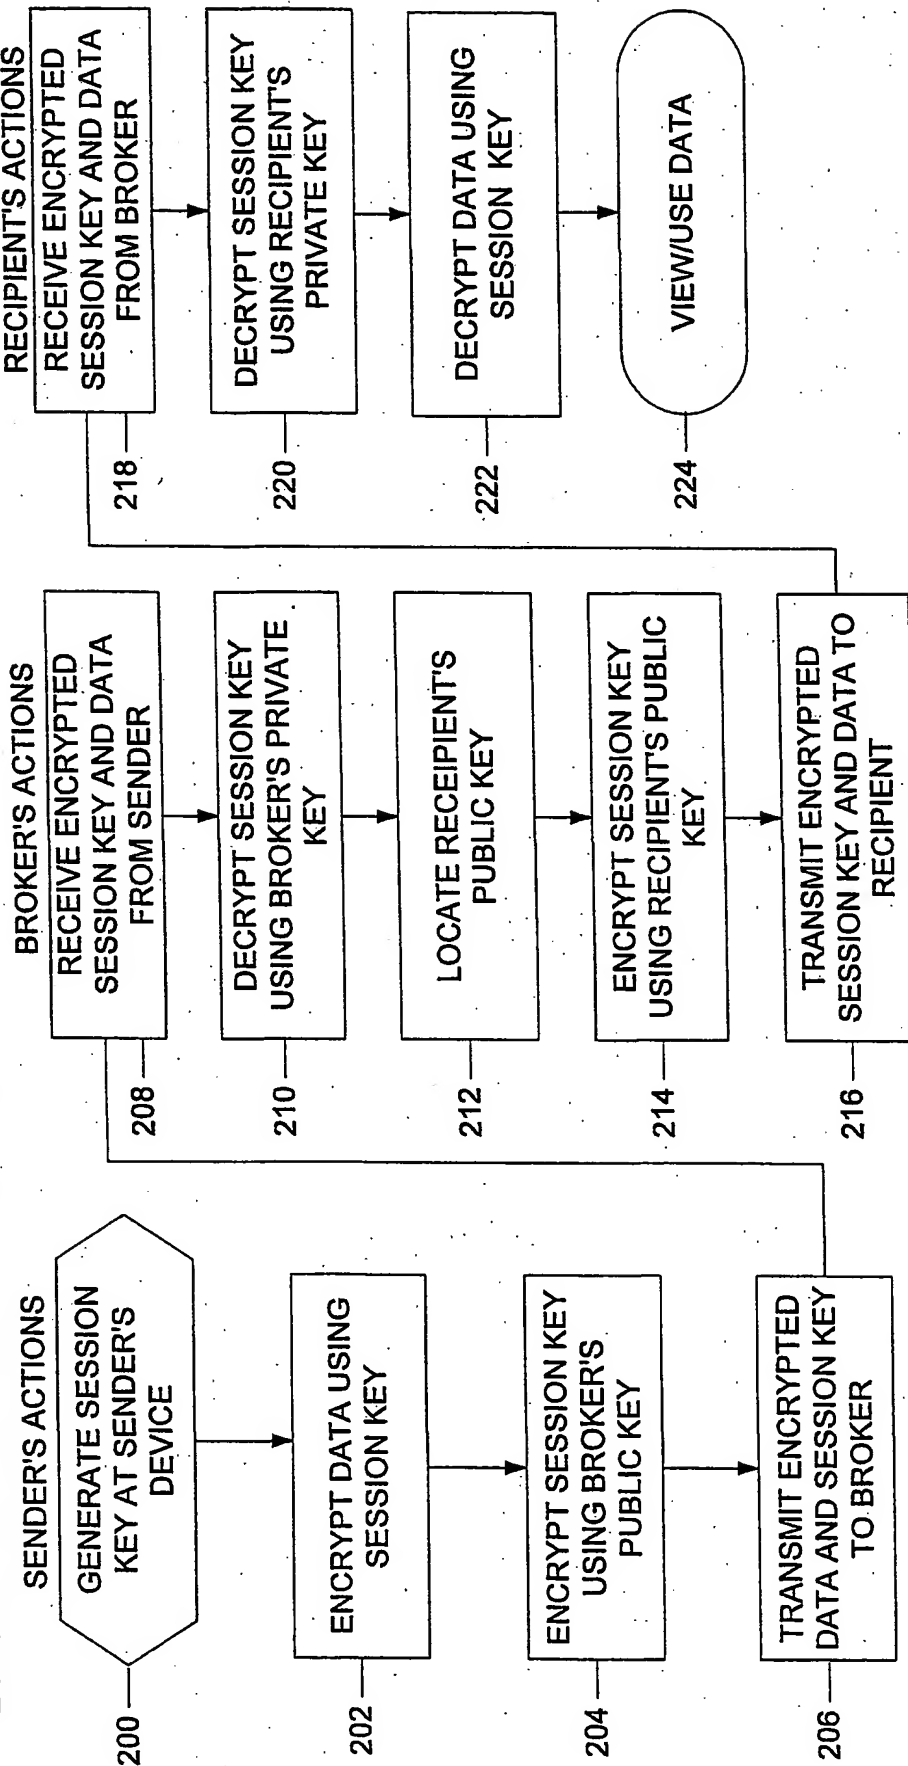 SENDER'S ACTIONS
GENERATE SESSION
KEY AT SENDER'S
DEVICE
200
ENCRYPT DATA USING
SESSION KEY
202
ENCRYPT SESSION KEY
USING BROKER'S
PUBLIC KEY
204
TRANSMIT ENCRYPTED
DATA AND SESSION KEY
TO BROKER
206
BROKER'S ACTIONS
RECEIVE ENCRYPTED
SESSION KEY AND DATA
FROM SENDER
208
DECRYPT SESSION KEY
USING BROKER'S PRIVATE
KEY
210
LOCATE RECEIPIENT'S
PUBLIC KEY
212
ENCRYPT SESSION KEY
USING RECIPIENT'S PUBLIC
KEY
214
TRANSMIT ENCRYPTED
SESSION KEY AND DATA TO
RECIPIENT
216
RECIPIENT'S ACTIONS
RECEIVE ENCRYPTED
SESSION KEY AND DATA
FROM BROKER
218
DECRYPT SESSION KEY
USING RECIPIENT'S
PRIVATE KEY
220
DECRYPT DATA USING
SESSION KEY
222
VIEW/USE DATA
224